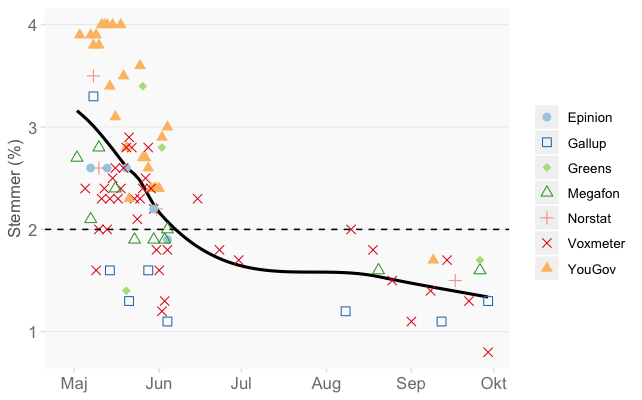 4
3
2
1
Stemmer (%)
Maj Jun Jul Aug Sep Okt
Epinion
Gallup
Greens
Megafon
Norstat
Voxmeter
YouGov